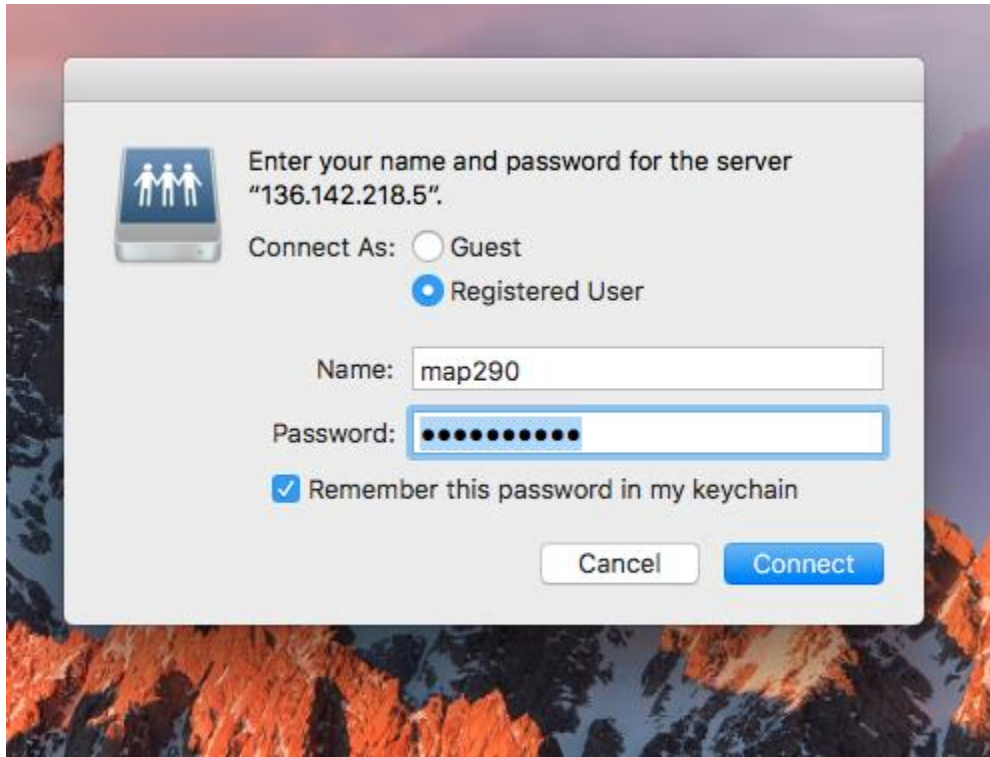 Enter your name and password for the server
“136.142.218.5”.
Connect As: Guest
Registered User
Name: map290
Password: ••••••••••
Remember this password in my keychain
Cancel Connect